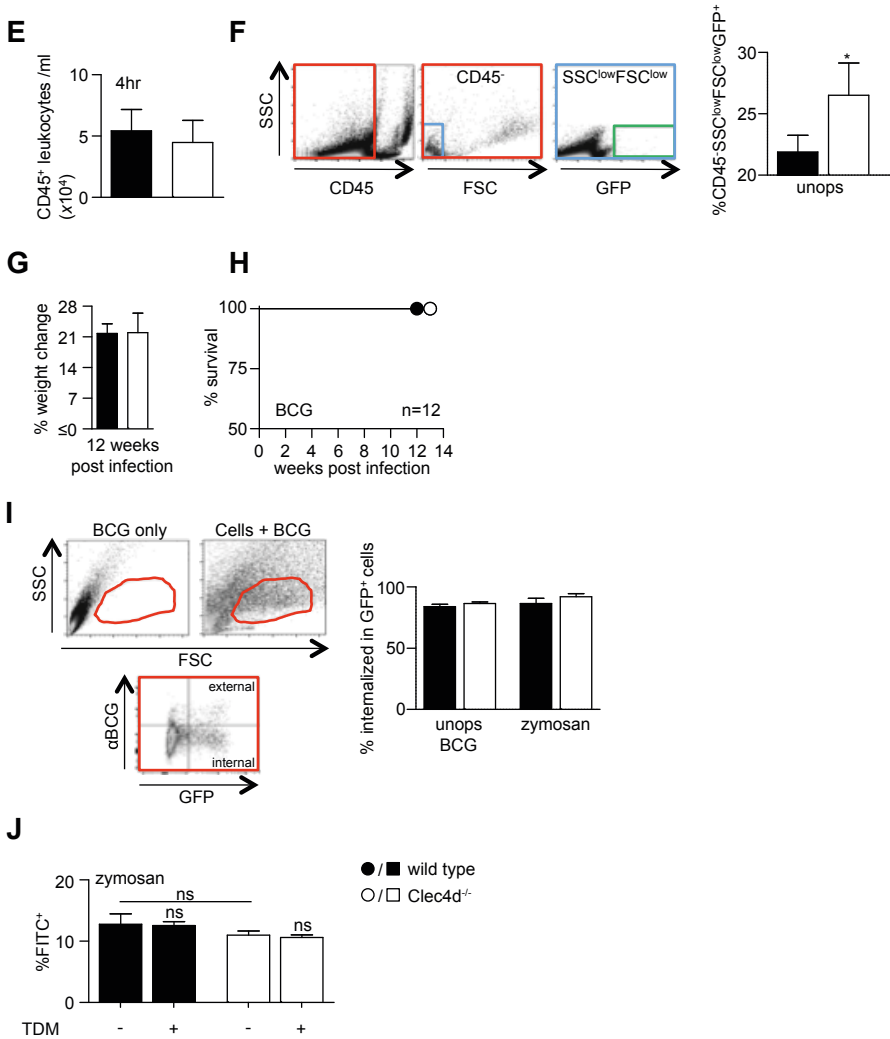 E
CD45⁺ leukocytes /ml
(x10⁴)
10
5
0
4hr
F
SSC
CD45
CD45⁻
FSC
SSCˡᵒʷFSCˡᵒʷ
GFP
%CD45⁻SSCˡᵒʷFSCˡᵒʷGFP⁺
30
25
20
*
unops
G
% weight change
28
21
14
7
≤0
12 weeks
post infection
H
% survival
100
75
50
BCG
n=12
0 2 4 6 8 10 12 14
weeks post infection
I
BCG only
Cells + BCG
SSC
FSC
αBCG
external
internal
GFP
% internalized in GFP⁺ cells
100
50
0
unops
BCG
zymosan
J
%FITC⁺
20
10
0
zymosan
ns
ns
ns
TDM - + - +
/ wild type
/ Clec4d⁻/⁻